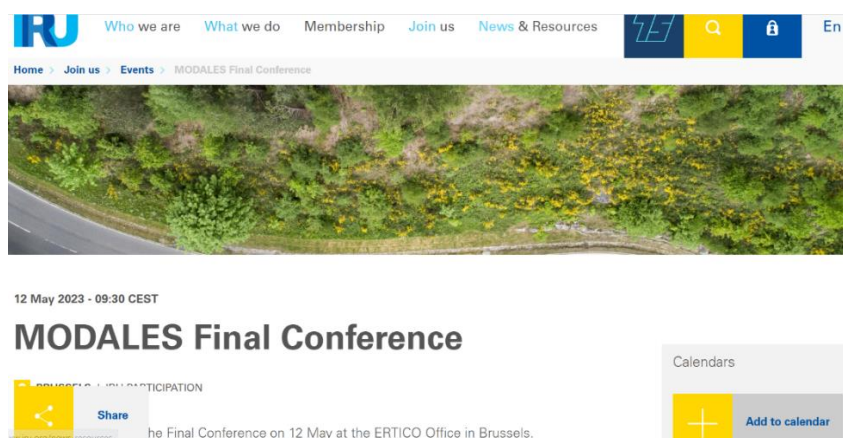 IRU Who we are What we do Membership Join us News & Resources 75 En
Home > Join us > Events > MODALES Final Conference
12 May 2023 - 09:30 CEST
MODALES Final Conference
Calendars
BRUSSELS
Share
Add to calendar
he Final Conference on 12 May at the ERTICO Office in Brussels.